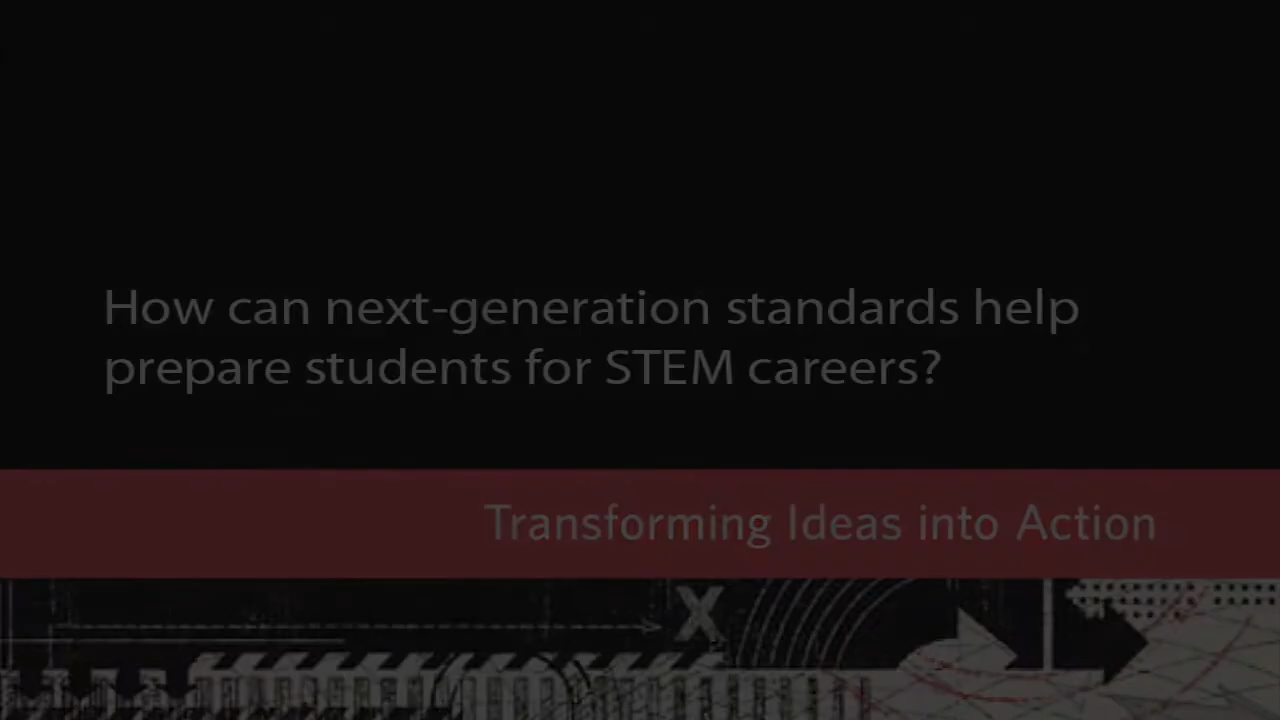 How can next-generation standards help
prepare students for STEM careers?
Transforming Ideas into Action
X